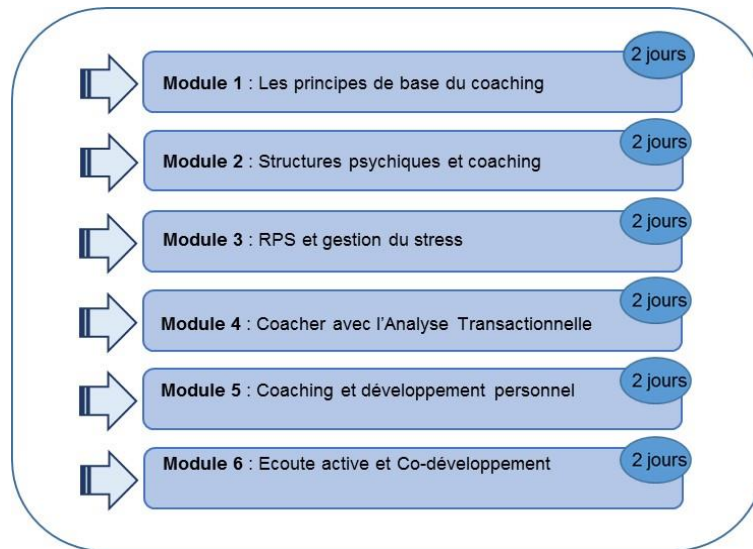 2 jours
Module 1 : Les principes de base du coaching
2 jours
Module 2 : Structures psychiques et coaching
2 jours
Module 3 : RPS et gestion du stress
2 jours
Module 4 : Coacher avec l’Analyse Transactionnelle
2 jours
Module 5 : Coaching et développement personnel
2 jours
Module 6 : Ecoute active et Co-développement